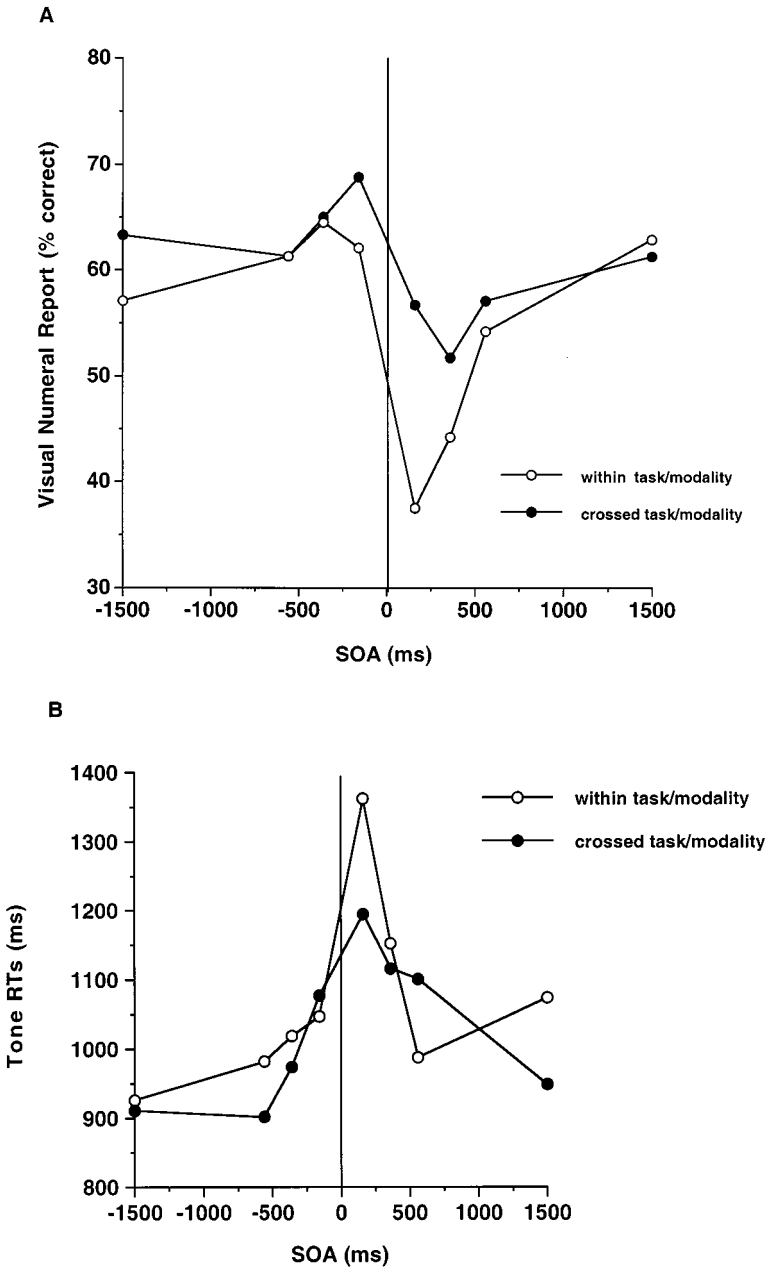 A
80
70
60
50
40
30
Visual Numeral Report (% correct)
within task/modality
crossed task/modality
-1500 -1000 -500 0 500 1000 1500
SOA (ms)
B
1400
1300
1200
1100
1000
900
800
Tone RTs (ms)
within task/modality
crossed task/modality
-1500 -1000 -500 0 500 1000 1500
SOA (ms)